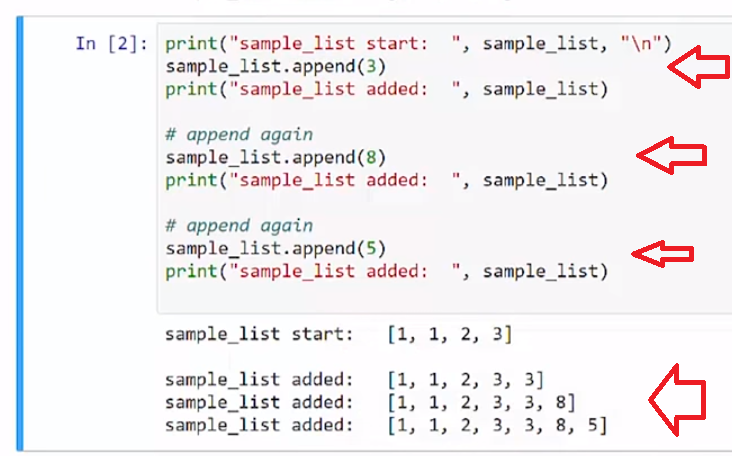 In [2]: print("sample_list start:  ", sample_list, "\n")
sample_list.append(3)
print("sample_list added:  ", sample_list)
# append again
sample_list.append(8)
print("sample_list added:  ", sample_list)
# append again
sample_list.append(5)
print("sample_list added:  ", sample_list)
sample_list start:   [1, 1, 2, 3]
sample_list added:   [1, 1, 2, 3, 3]
sample_list added:   [1, 1, 2, 3, 3, 8]
sample_list added:   [1, 1, 2, 3, 3, 8, 5]